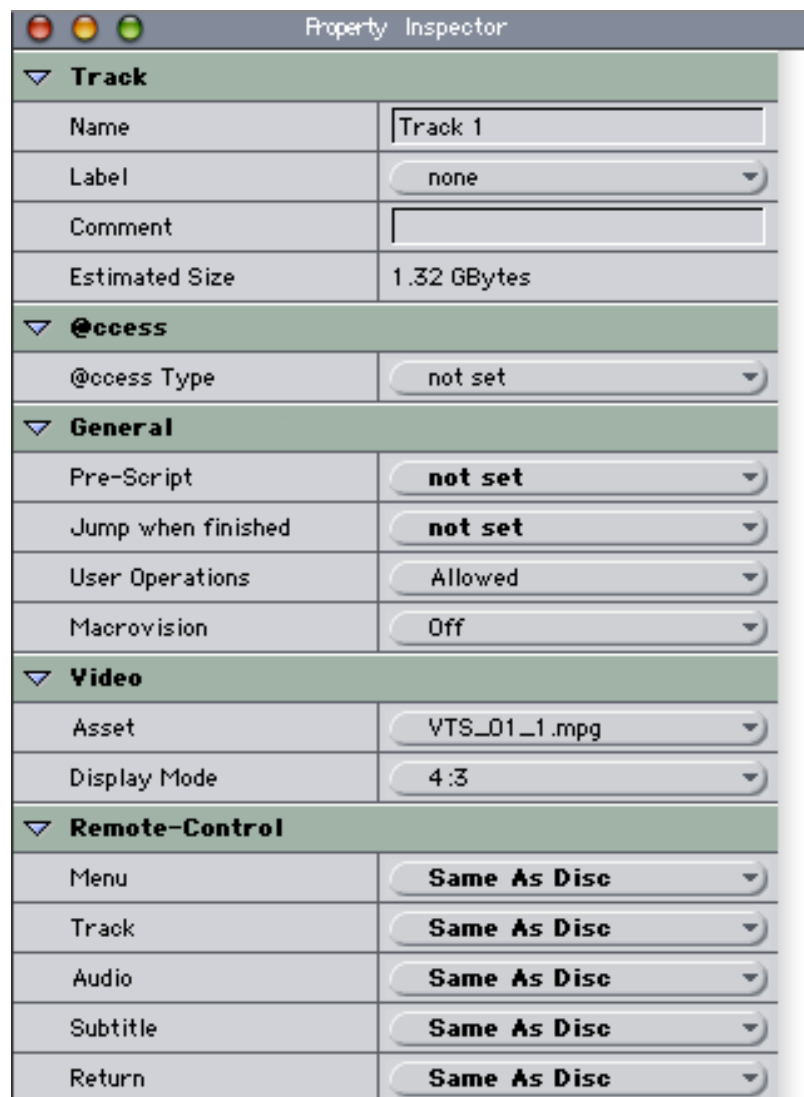 Property Inspector
Track
Name Track 1
Label none
Comment
Estimated Size 1.32 GBytes
@ccess
@ccess Type not set
General
Pre-Script not set
Jump when finished not set
User Operations Allowed
Macrovision Off
Video
Asset VTS_01_1.mpg
Display Mode 4:3
Remote-Control
Menu Same As Disc
Track Same As Disc
Audio Same As Disc
Subtitle Same As Disc
Return Same As Disc